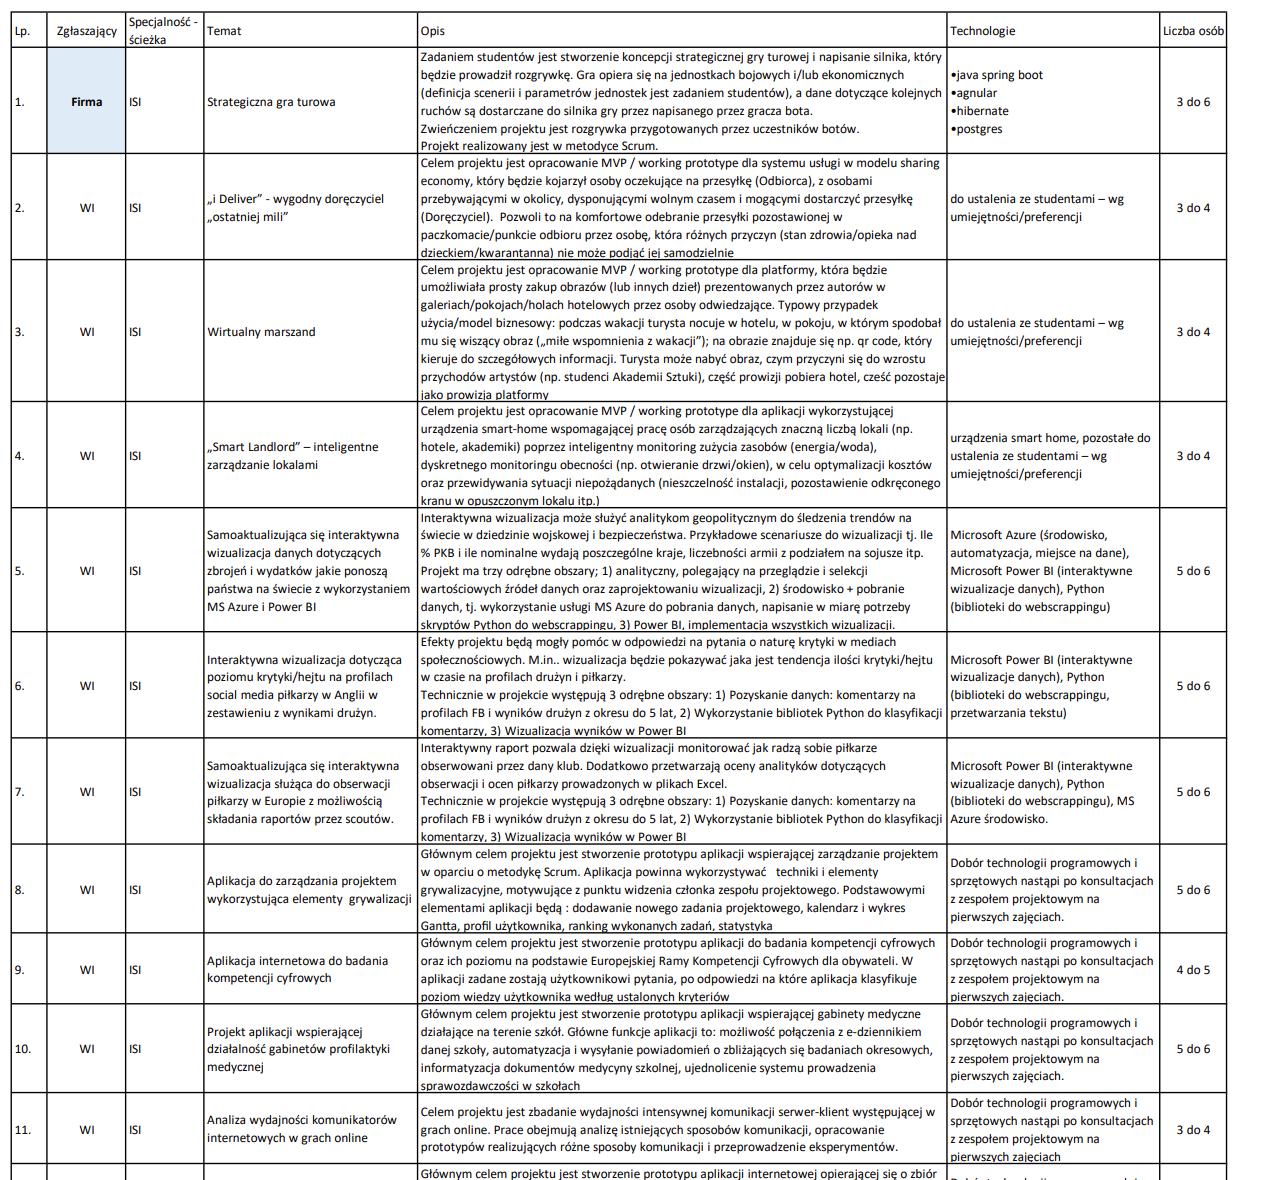 Lp.
Zgłaszający
Specjalność -
ścieżka
Temat
Opis
Technologie
Liczba osób
1.
Firma
ISI
Strategiczna gra turowa
Zadaniem studentów jest stworzenie koncepcji strategicznej gry turowej i napisanie silnika, który
będzie prowadził rozgrywkę. Gra opiera się na jednostkach bojowych i/lub ekonomicznych
(definicja scenerii i parametrów jednostek jest zadaniem studentów), a dane dotyczące kolejnych
ruchów są dostarczane do silnika gry przez napisanego przez gracza bota.
Zwieńczeniem projektu jest rozgrywka przygotowanych przez uczestników botów.
Projekt realizowany jest w metodyce Scrum.
•java spring boot
•agnular
•hibernate
•postgres
3 do 6
2.
WI
ISI
„i Deliver” - wygodny doręczyciel
„ostatniej mili”
Celem projektu jest opracowanie MVP / working prototype dla systemu usługi w modelu sharing
economy, który będzie kojarzył osoby oczekujące na przesyłkę (Odbiorca), z osobami
przebywającymi w okolicy, dysponującymi wolnym czasem i mogącymi dostarczyć przesyłkę
(Doręczyciel).  Pozwoli to na komfortowe odebranie przesyłki pozostawionej w
paczkomacie/punkcie odbioru przez osobę, która różnych przyczyn (stan zdrowia/opieka nad
dzieckiem/kwarantanna) nie może podjąć jej samodzielnie
do ustalenia ze studentami – wg
umiejętności/preferencji
3 do 4
3.
WI
ISI
Wirtualny marszand
Celem projektu jest opracowanie MVP / working prototype dla platformy, która będzie
umożliwiała prosty zakup obrazów (lub innych dzieł) prezentowanych przez autorów w
galeriach/pokojach/holach hotelowych przez osoby odwiedzające. Typowy przypadek
użycia/model biznesowy: podczas wakacji turysta nocuje w hotelu, w pokoju, w którym spodobał
mu się wiszący obraz („miłe wspomnienia z wakacji”); na obrazie znajduje się np. qr code, który
kieruje do szczegółowych informacji. Turysta może nabyć obraz, czym przyczyni się do wzrostu
przychodów artystów (np. studenci Akademii Sztuki), część prowizji pobiera hotel, cześć pozostaje
jako prowizja platformy
do ustalenia ze studentami – wg
umiejętności/preferencji
3 do 4
4.
WI
ISI
„Smart Landlord” – inteligentne
zarządzanie lokalami
Celem projektu jest opracowanie MVP / working prototype dla aplikacji wykorzystującej
urządzenia smart-home wspomagającej pracę osób zarządzających znaczną liczbą lokali (np.
hotele, akademiki) poprzez inteligentny monitoring zużycia zasobów (energia/woda),
dyskretnego monitoringu obecności (np. otwieranie drzwi/okien), w celu optymalizacji kosztów
oraz przewidywania sytuacji niepożądanych (nieszczelność instalacji, pozostawienie odkręconego
kranu w opuszczonym lokalu itp.)
urządzenia smart home, pozostałe do
ustalenia ze studentami – wg
umiejętności/preferencji
3 do 4
5.
WI
ISI
Samoaktualizująca się interaktywna
wizualizacja danych dotyczących
zbrojeń i wydatków jakie ponoszą
państwa na świecie z wykorzystaniem
MS Azure i Power BI
Interaktywna wizualizacja może służyć analitykom geopolitycznym do śledzenia trendów na
świecie w dziedzinie wojskowej i bezpieczeństwa. Przykładowe scenariusze do wizualizacji tj. Ile
% PKB i ile nominalne wydają poszczególne kraje, liczebności armii z podziałem na sojusze itp.
Projekt ma trzy odrębne obszary; 1) analityczny, polegający na przeglądzie i selekcji
wartościowych źródeł danych oraz zaprojektowaniu wizualizacji, 2) środowisko + pobranie
danych, tj. wykorzystanie usługi MS Azure do pobrania danych, napisanie w miarę potrzeby
skryptów Python do webscrappingu, 3) Power BI, implementacja wszystkich wizualizacji.
Microsoft Azure (środowisko,
automatyzacja, miejsce na dane),
Microsoft Power BI (interaktywne
wizualizacje danych), Python
(biblioteki do webscrappingu)
5 do 6
6.
WI
ISI
Interaktywna wizualizacja dotycząca
poziomu krytyki/hejtu na profilach
social media piłkarzy w Anglii w
zestawieniu z wynikami drużyn.
Efekty projektu będą mogły pomóc w odpowiedzi na pytania o naturę krytyki w mediach
społecznościowych. M.in.. wizualizacja będzie pokazywać jaka jest tendencja ilości krytyki/hejtu
w czasie na profilach drużyn i piłkarzy.
Technicznie w projekcie występują 3 odrębne obszary: 1) Pozyskanie danych: komentarzy na
profilach FB i wyników drużyn z okresu do 5 lat, 2) Wykorzystanie bibliotek Python do klasyfikacji
komentarzy, 3) Wizualizacja wyników w Power BI
Microsoft Power BI (interaktywne
wizualizacje danych), Python
(biblioteki do webscrappingu,
przetwarzania tekstu)
5 do 6
7.
WI
ISI
Samoaktualizująca się interaktywna
wizualizacja służąca do obserwacji
piłkarzy w Europie z możliwością
składania raportów przez scoutów.
Interaktywny raport pozwala dzięki wizualizacji monitorować jak radzą sobie piłkarze
obserwowani przez dany klub. Dodatkowo przetwarzają oceny analityków dotyczących
obserwacji i ocen piłkarzy prowadzonych w plikach Excel.
Technicznie w projekcie występują 3 odrębne obszary: 1) Pozyskanie danych: komentarzy na
profilach FB i wyników drużyn z okresu do 5 lat, 2) Wykorzystanie bibliotek Python do klasyfikacji
komentarzy, 3) Wizualizacja wyników w Power BI
Microsoft Power BI (interaktywne
wizualizacje danych), Python
(biblioteki do webscrappingu), MS
Azure środowisko.
5 do 6
8.
WI
ISI
Aplikacja do zarządzania projektem
wykorzystująca elementy  grywalizacji
Głównym celem projektu jest stworzenie prototypu aplikacji wspierającej zarządzanie projektem
w oparciu o metodykę Scrum. Aplikacja powinna wykorzystywać   techniki i elementy
grywalizacyjne, motywujące z punktu widzenia członka zespołu projektowego. Podstawowymi
elementami aplikacji będą : dodawanie nowego zadania projektowego, kalendarz i wykres
Gantta, profil użytkownika, ranking wykonanych zadań, statystyka
Dobór technologii programowych i
sprzętowych nastąpi po konsultacjach
z zespołem projektowym na
pierwszych zajęciach.
5 do 6
9.
WI
ISI
Aplikacja internetowa do badania
kompetencji cyfrowych
Głównym celem projektu jest stworzenie prototypu aplikacji do badania kompetencji cyfrowych
oraz ich poziomu na podstawie Europejskiej Ramy Kompetencji Cyfrowych dla obywateli. W
aplikacji zadane zostają użytkownikowi pytania, po odpowiedzi na które aplikacja klasyfikuje
poziom wiedzy użytkownika według ustalonych kryteriów
Dobór technologii programowych i
sprzętowych nastąpi po konsultacjach
z zespołem projektowym na
pierwszych zajęciach.
4 do 5
10.
WI
ISI
Projekt aplikacji wspierającej
działalność gabinetów profilaktyki
medycznej
Głównym celem projektu jest stworzenie prototypu aplikacji wspierającej gabinety medyczne
działające na terenie szkół. Główne funkcje aplikacji to: możliwość połączenia z e-dziennikiem
danej szkoły, automatyzacja i wysyłanie powiadomień o zbliżających się badaniach okresowych,
informatyzacja dokumentów medycyny szkolnej, ujednolicenie systemu prowadzenia
sprawozdawczości w szkołach
Dobór technologii programowych i
sprzętowych nastąpi po konsultacjach
z zespołem projektowym na
pierwszych zajęciach.
5 do 6
11.
WI
ISI
Analiza wydajności komunikatorów
internetowych w grach online
Celem projektu jest zbadanie wydajności intensywnej komunikacji serwer-klient występującej w
grach online. Prace obejmują analizę istniejących sposobów komunikacji, opracowanie
prototypów realizujących różne sposoby komunikacji i przeprowadzenie eksperymentów.
Dobór technologii programowych i
sprzętowych nastąpi po konsultacjach
z zespołem projektowym na
pierwszych zajęciach
3 do 4
Głównym celem projektu jest stworzenie prototypu aplikacji internetowej opierającej się o zbiór